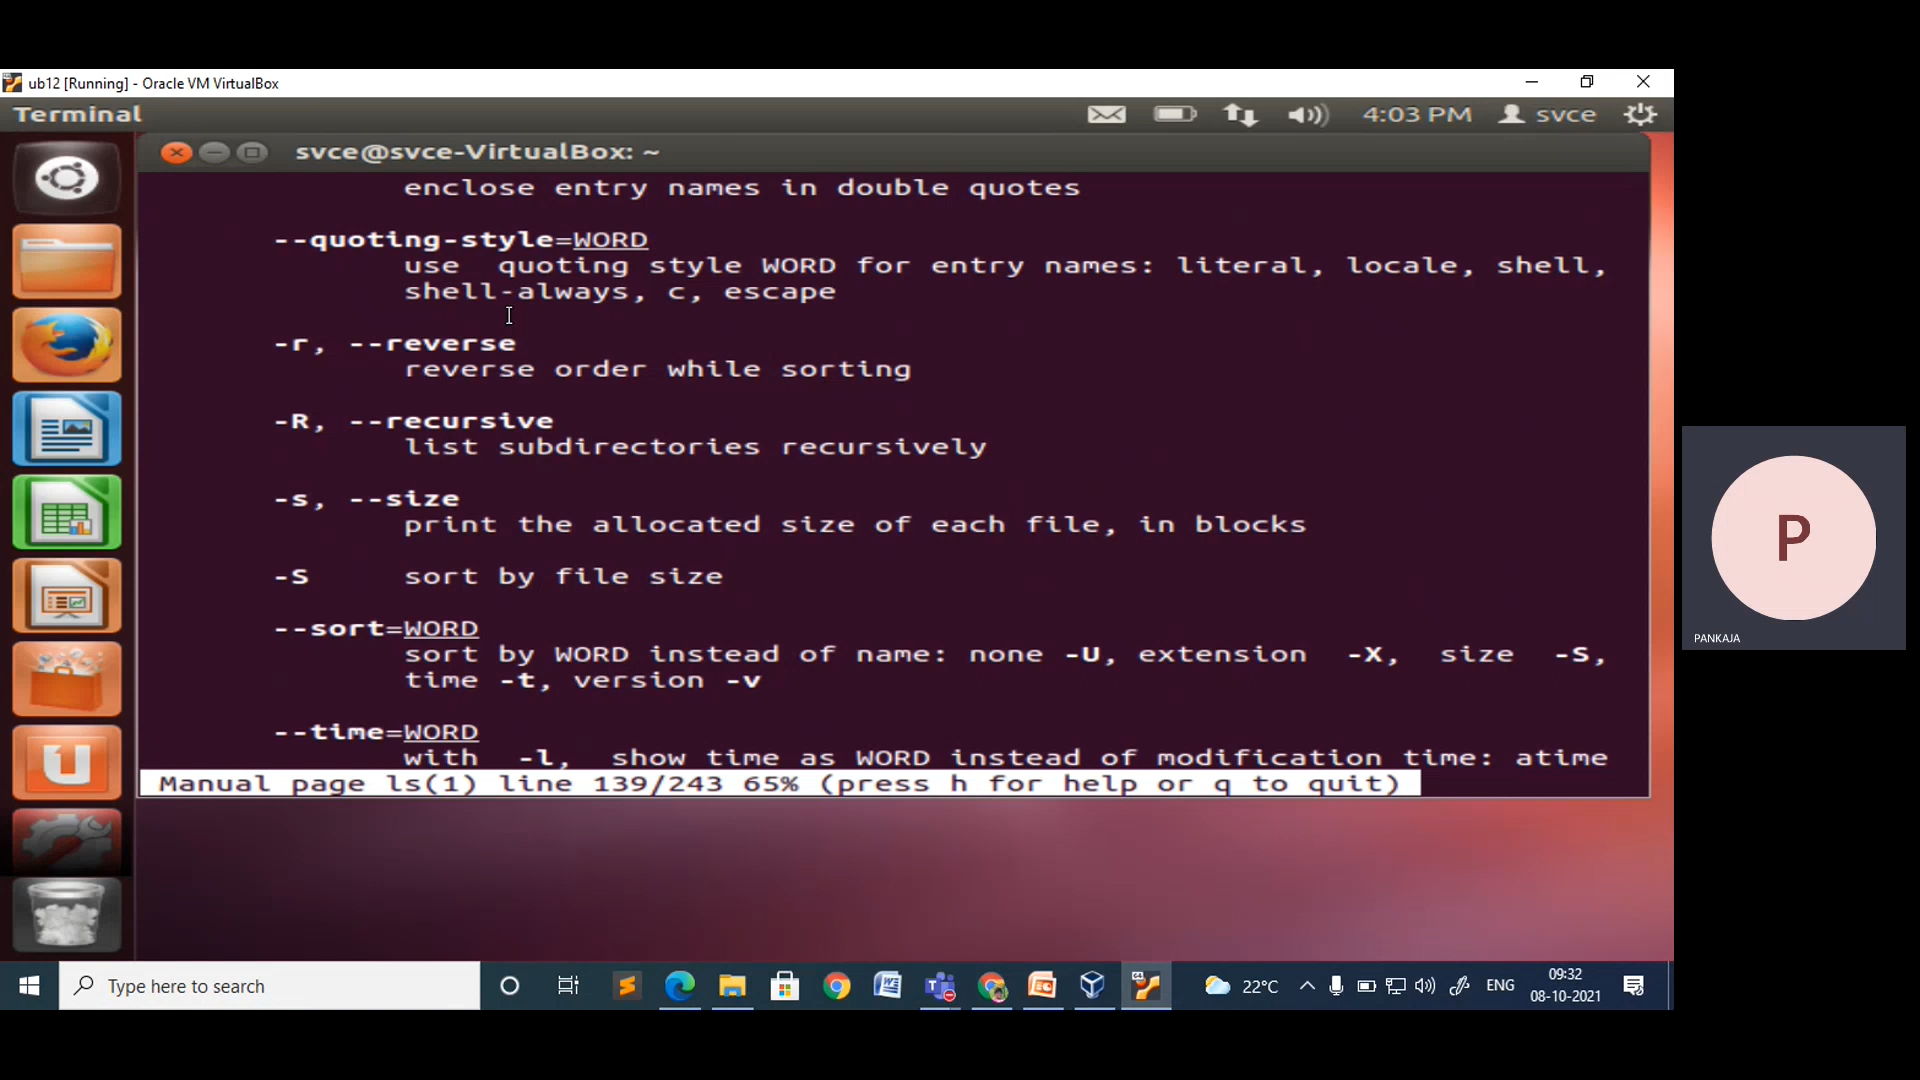 ub12 [Running] - Oracle VM VirtualBox
Terminal 4:03 PM svce
svce@svce-VirtualBox: ~
enclose entry names in double quotes
--quoting-style=WORD
use quoting style WORD for entry names: literal, locale, shell,
shell-always, c, escape
-r, --reverse
reverse order while sorting
-R, --recursive
list subdirectories recursively
-s, --size
print the allocated size of each file, in blocks
-S sort by file size
--sort=WORD
sort by WORD instead of name: none -U, extension -X, size -S,
time -t, version -v
--time=WORD
with -l, show time as WORD instead of modification time: atime
Manual page ls(1) line 139/243 65% (press h for help or q to quit)
P
PANKAJA
Type here to search 22°C ENG 09:32
08-10-2021